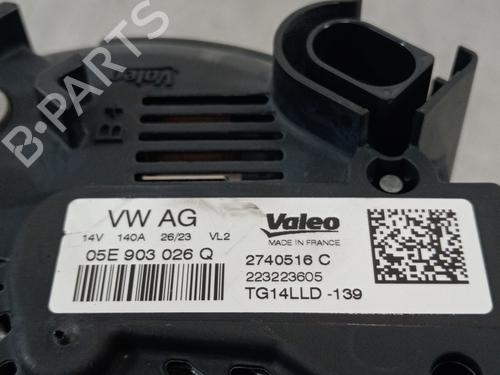 B-PARTS
Valeo
B+
VW AG
14V 140A 26/23 VL2
05E 903 026 Q
Valeo
MADE IN FRANCE
2740516 C
223223605
TG14LLD -139